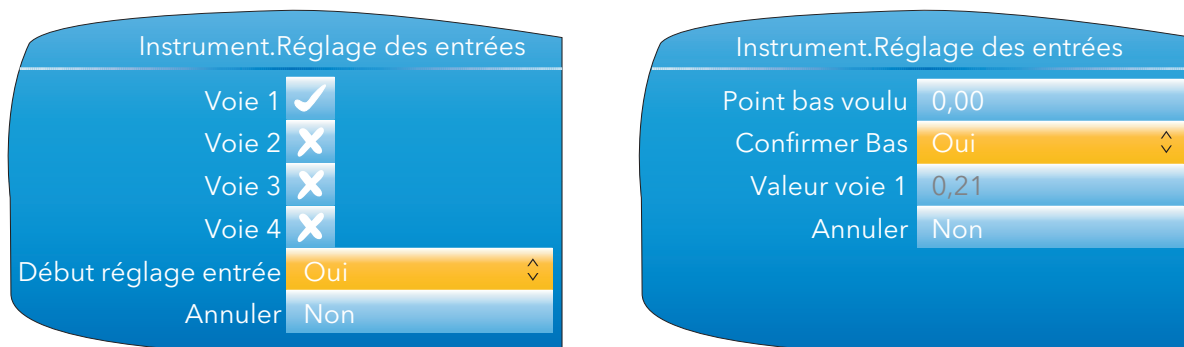 Instrument.Réglage des entrées
Voie 1
Voie 2
Voie 3
Voie 4
Début réglage entrée Oui
Annuler Non
Instrument.Réglage des entrées
Point bas voulu 0,00
Confirmer Bas Oui
Valeur voie 1 0,21
Annuler Non